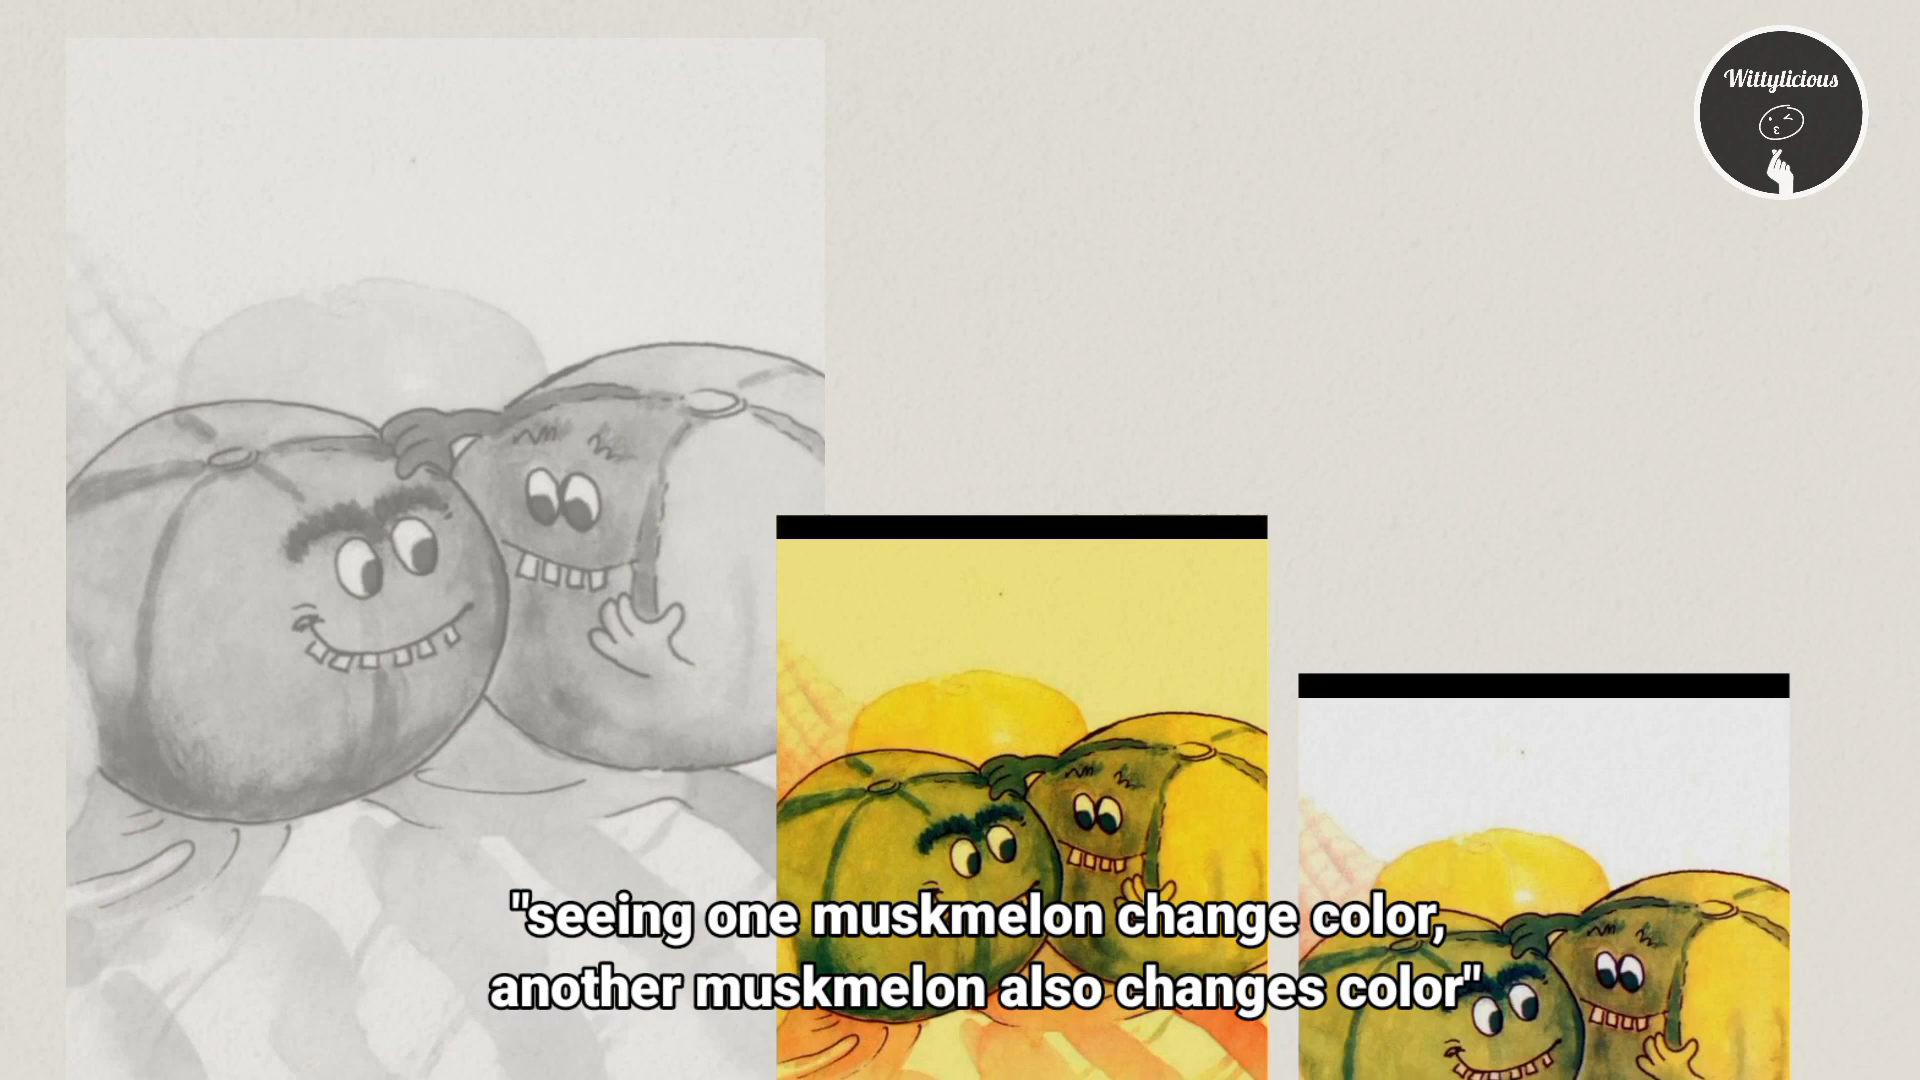 Wittylicious
"seeing one muskmelon change color,
another muskmelon also changes color"